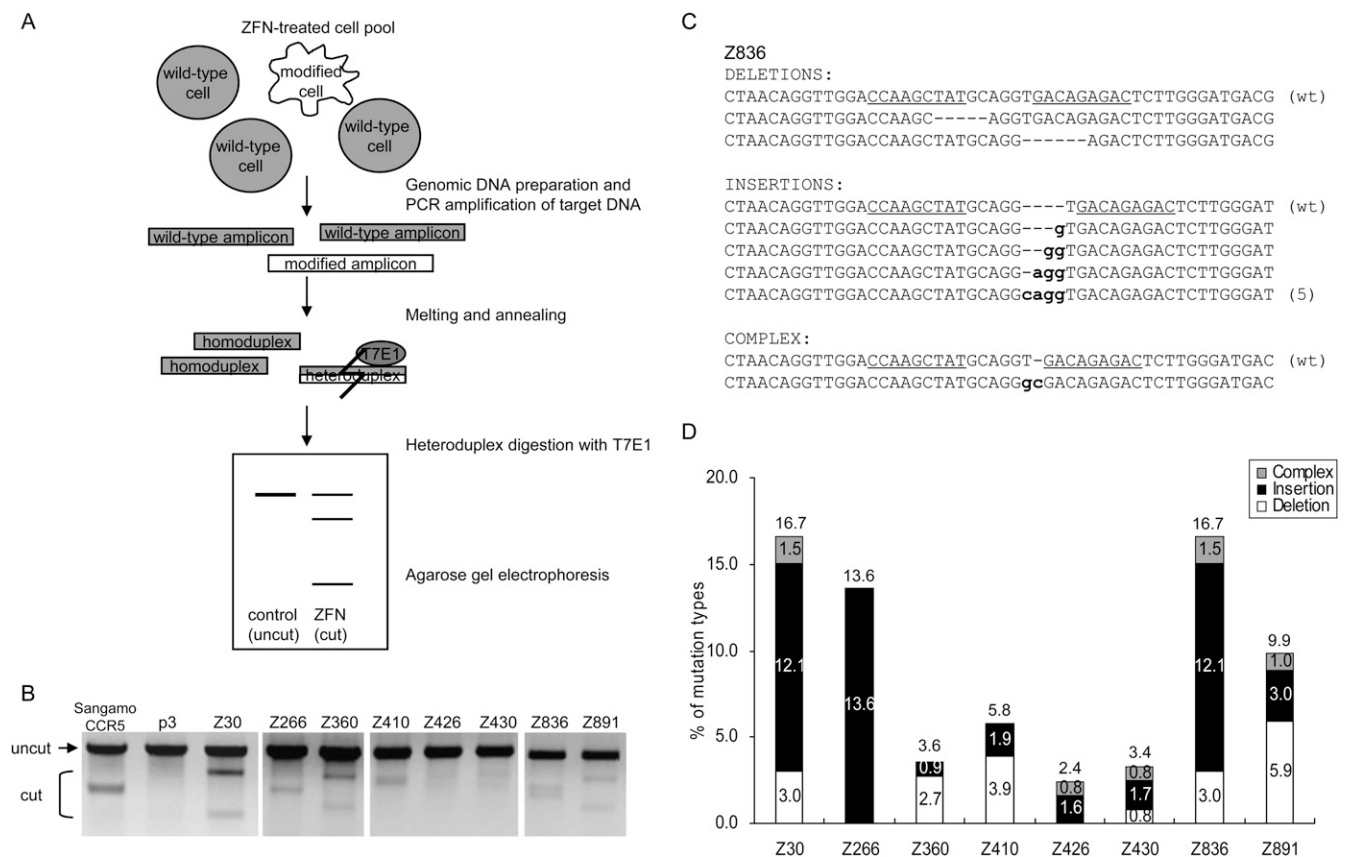 A
ZFN-treated cell pool
wild-type
cell
modified
cell
wild-type
cell
wild-type
cell
Genomic DNA preparation and
PCR amplification of target DNA
wild-type amplicon
wild-type amplicon
modified amplicon
Melting and annealing
homoduplex
homoduplex
T7E1
heteroduplex
Heteroduplex digestion with T7E1
Agarose gel electrophoresis
control
(uncut)
ZFN
(cut)
B
Sangamo
CCR5 p3 Z30 Z266 Z360 Z410 Z426 Z430 Z836 Z891
uncut
cut
C
Z836
DELETIONS:
CTAACAGGTTGGACCAAGCTATGCAGGTGACAGAGACTCTTGGGATGACG (wt)
CTAACAGGTTGGACCAAGC-----AGGTGACAGAGACTCTTGGGATGACG
CTAACAGGTTGGACCAAGCTATGCAGG------AGACTCTTGGGATGACG
INSERTIONS:
CTAACAGGTTGGACCAAGCTATGCAGG----TGACAGAGACTCTTGGGAT (wt)
CTAACAGGTTGGACCAAGCTATGCAGG---gTGACAGAGACTCTTGGGAT
CTAACAGGTTGGACCAAGCTATGCAGG--ggTGACAGAGACTCTTGGGAT
CTAACAGGTTGGACCAAGCTATGCAGG-aggTGACAGAGACTCTTGGGAT
CTAACAGGTTGGACCAAGCTATGCAGGcaggTGACAGAGACTCTTGGGAT (5)
COMPLEX:
CTAACAGGTTGGACCAAGCTATGCAGGT-GACAGAGACTCTTGGGATGAC (wt)
CTAACAGGTTGGACCAAGCTATGCAGGgcGACAGAGACTCTTGGGATGAC
D
% of mutation types
20.0
15.0
10.0
5.0
0.0
Complex
Insertion
Deletion
16.7
1.5
12.1
3.0
13.6
13.6
3.6
0.9
2.7
5.8
1.9
3.9
2.4
0.8
1.6
3.4
0.8
1.7
0.8
16.7
1.5
12.1
3.0
9.9
1.0
3.0
5.9
Z30 Z266 Z360 Z410 Z426 Z430 Z836 Z891